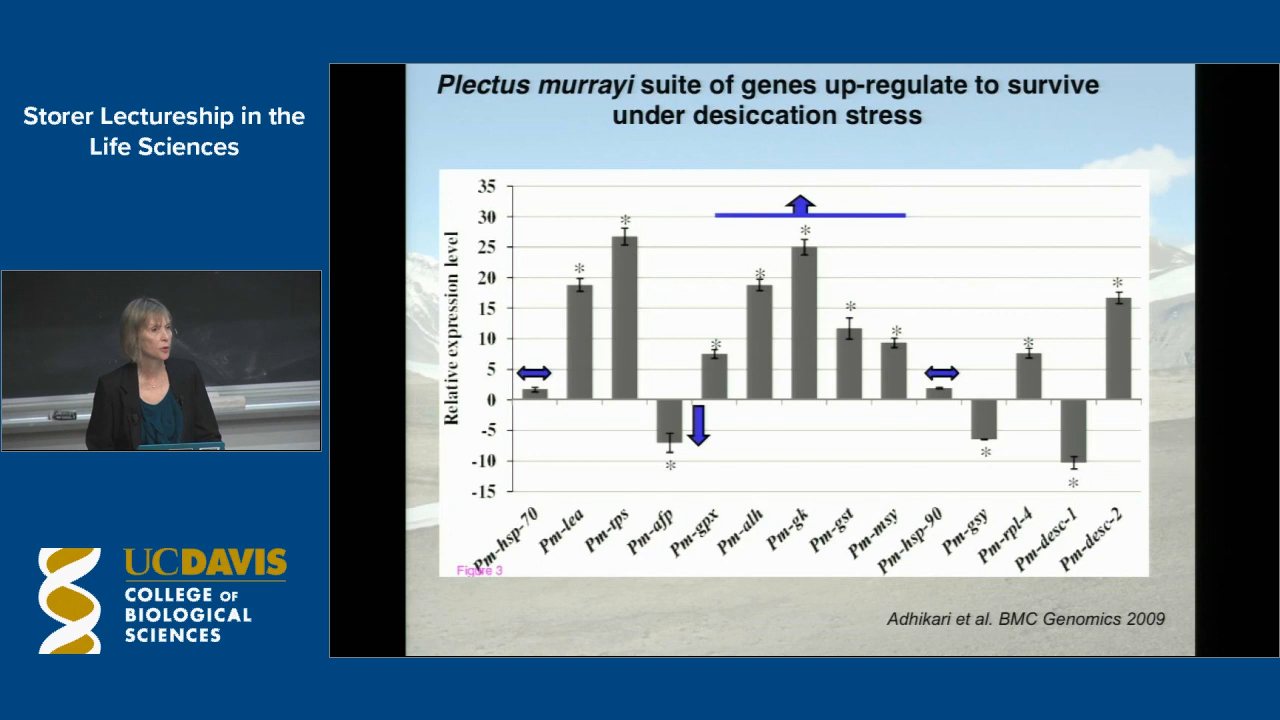 Storer Lectureship in the
Life Sciences
Plectus murrayi suite of genes up-regulate to survive
under desiccation stress
Relative expression level
35
30
25
20
15
10
5
0
-5
-10
-15
*
*
*
*
*
*
*
*
*
*
*
*
Pm-hsp-70
Pm-lea
Pm-tps
Pm-afp
Pm-gpx
Pm-alh
Pm-gk
Pm-gst
Pm-msy
Pm-hsp-90
Pm-gsy
Pm-rpl-4
Pm-desc-1
Pm-desc-2
Figure 3
Adhikari et al. BMC Genomics 2009
UCDAVIS
COLLEGE OF
BIOLOGICAL
SCIENCES